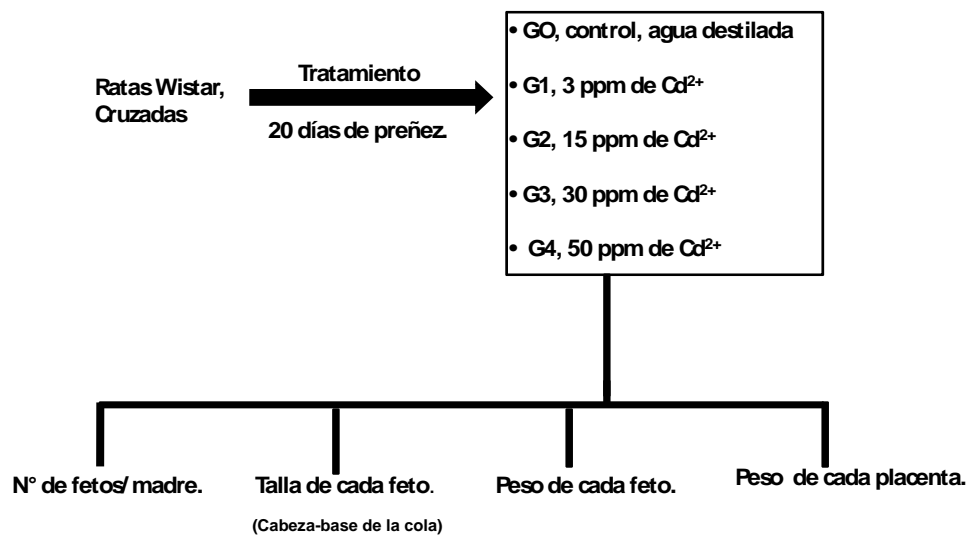 Ratas Wistar,
Cruzadas
Tratamiento
20 días de preñez.
• GO, control, agua destilada
• G1, 3 ppm de Cd²⁺
• G2, 15 ppm de Cd²⁺
• G3, 30 ppm de Cd²⁺
• G4, 50 ppm de Cd²⁺
N° de fetos/ madre.
Talla de cada feto.
(Cabeza-base de la cola)
Peso de cada feto.
Peso de cada placenta.